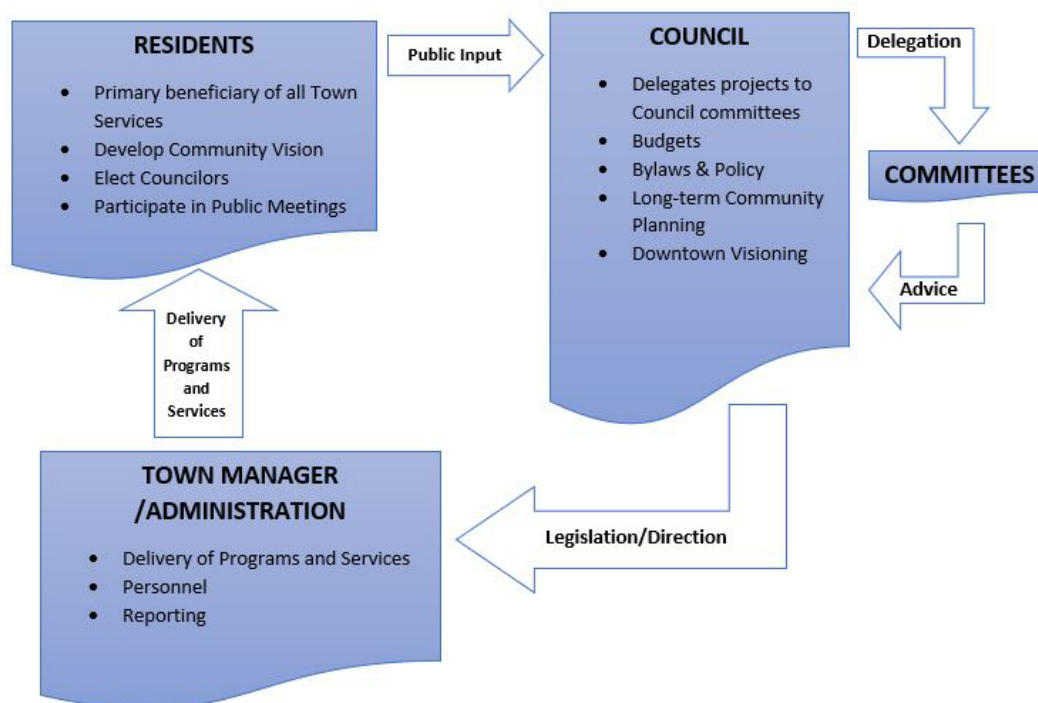 RESIDENTS
• Primary beneficiary of all Town
Services
• Develop Community Vision
• Elect Councilors
• Participate in Public Meetings
Public Input
COUNCIL
• Delegates projects to
Council committees
• Budgets
• Bylaws & Policy
• Long-term Community
Planning
• Downtown Visioning
Delegation
COMMITTEES
Advice
Legislation/Direction
TOWN MANAGER
/ADMINISTRATION
• Delivery of Programs and Services
• Personnel
• Reporting
Delivery
of
Programs
and
Services